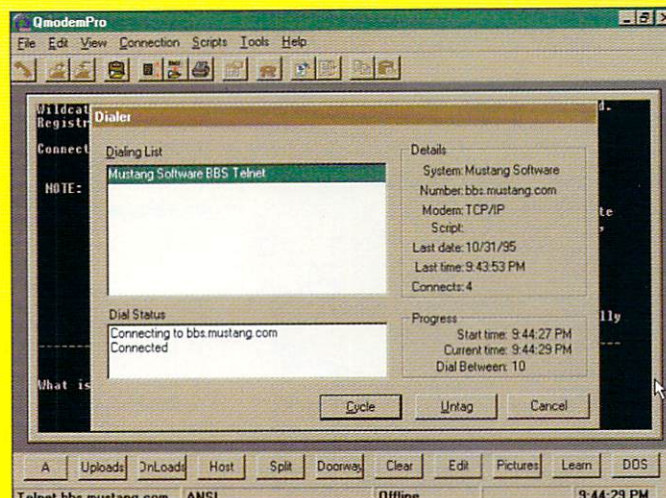 QmodemPro
File Edit View Connection Scripts Tools Help
Wildcat d.
Registr
Connect
NOTE: te
,
lly
What is
Dialer
Dialing List
Mustang Software BBS Telnet
Details
System: Mustang Software
Number: bbs.mustang.com
Modem: TCP/IP
Script:
Last date: 10/31/95
Last time: 9:43:53 PM
Connects: 4
Dial Status
Connecting to bbs.mustang.com
Connected
Progress
Start time: 9:44:27 PM
Current time: 9:44:29 PM
Dial Between: 10
Cycle Untag Cancel
A Uploads DnLoads Host Split Doorway Clear Edit Pictures Learn DOS
Telnet bbs.mustang.com ANSI Offline 9:44:29 PM